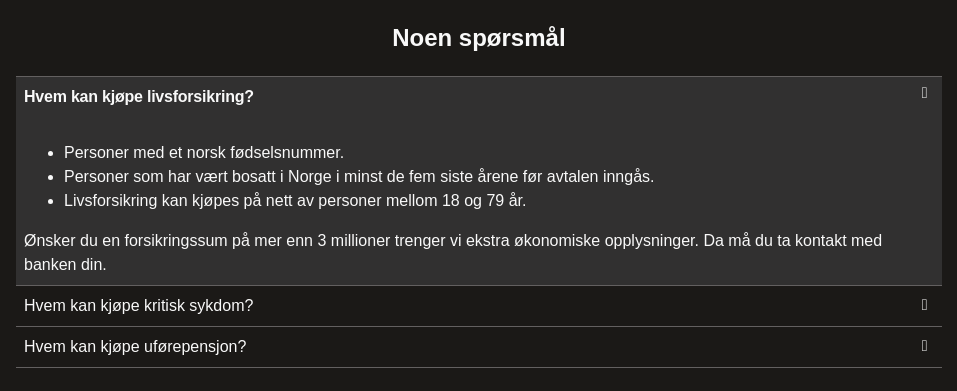 Noen spørsmål
Hvem kan kjøpe livsforsikring?
Personer med et norsk fødselsnummer.
Personer som har vært bosatt i Norge i minst de fem siste årene før avtalen inngås.
Livsforsikring kan kjøpes på nett av personer mellom 18 og 79 år.
Ønsker du en forsikringssum på mer enn 3 millioner trenger vi ekstra økonomiske opplysninger. Da må du ta kontakt med
banken din.
Hvem kan kjøpe kritisk sykdom?
Hvem kan kjøpe uførepensjon?